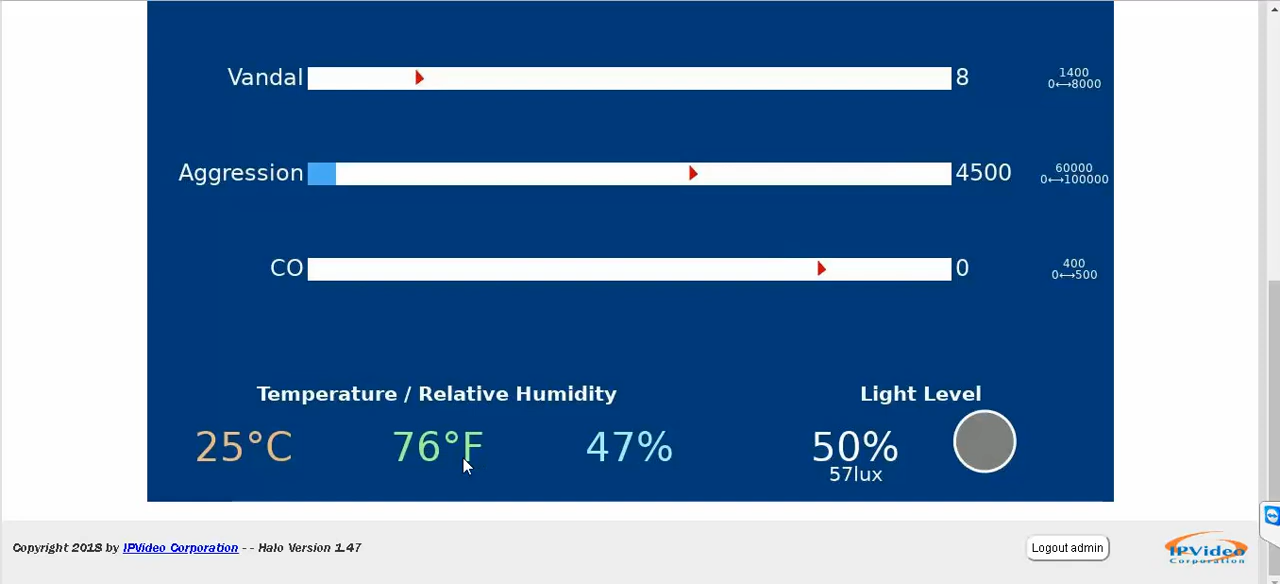 Vandal 8 1400
0⟷8000
Aggression 4500 60000
0⟷100000
CO 0 400
0⟷500
Temperature / Relative Humidity Light Level
25°C 76°F 47% 50%
57lux
Copyright 2018 by IPVideo Corporation - - Halo Version 1.47 Logout admin
IPVideo
Corporation